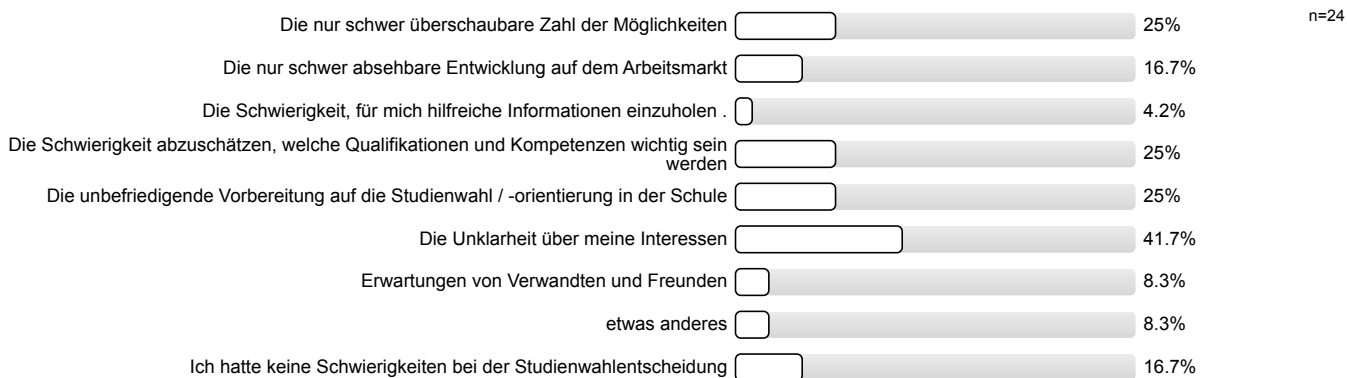 Die nur schwer überschaubare Zahl der Möglichkeiten 25% n=24
Die nur schwer absehbare Entwicklung auf dem Arbeitsmarkt 16.7%
Die Schwierigkeit, für mich hilfreiche Informationen einzuholen . 4.2%
Die Schwierigkeit abzuschätzen, welche Qualifikationen und Kompetenzen wichtig sein
werden 25%
Die unbefriedigende Vorbereitung auf die Studienwahl / -orientierung in der Schule 25%
Die Unklarheit über meine Interessen 41.7%
Erwartungen von Verwandten und Freunden 8.3%
etwas anderes 8.3%
Ich hatte keine Schwierigkeiten bei der Studienwahlentscheidung 16.7%